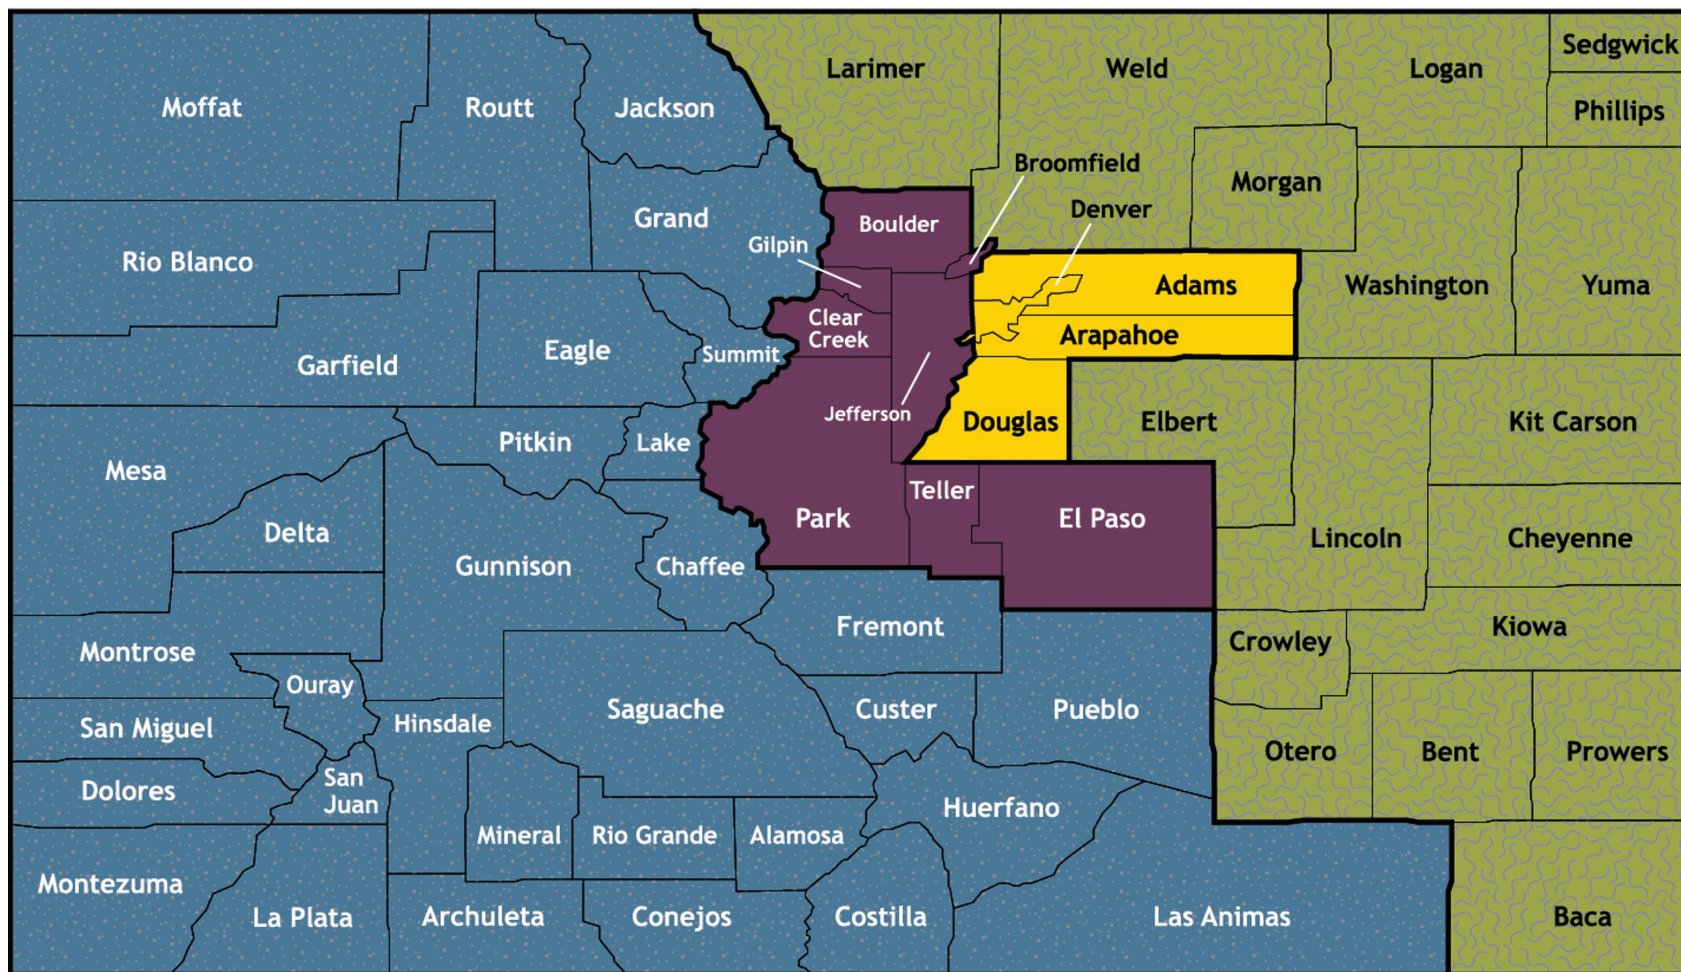 Sedgwick
Larimer
Weld
Logan
Moffat
Routt
Jackson
Phillips
Broomfield
Morgan
Grand
Denver
Boulder
Gilpin
Rio Blanco
Adams
Washington
Yuma
Clear
Creek
Arapahoe
Eagle
Summit
Garfield
Jefferson
Douglas
Elbert
Kit Carson
Pitkin
Lake
Mesa
Teller
Park
El Paso
Delta
Lincoln
Cheyenne
Gunnison
Chaffee
Fremont
Kiowa
Crowley
Montrose
Ouray
Saguache
Custer
Pueblo
Hinsdale
San Miguel
Otero
Bent
Prowers
San
Juan
Dolores
Huerfano
Mineral
Rio Grande
Alamosa
Montezuma
La Plata
Archuleta
Conejos
Costilla
Las Animas
Baca